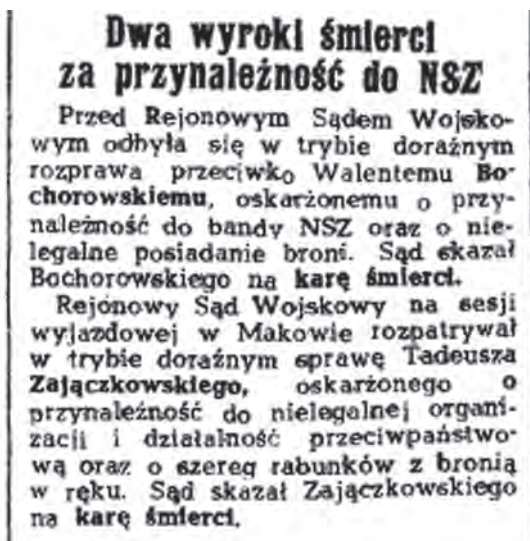 Dwa wyroki śmierci
za przynależność do NSZ
Przed Rejonowym Sądem Wojsko-
wym odbyła się w trybie doraźnym
rozprawa przeciwko Walentemu Bo-
chorowskiemu, oskarżonemu o przy-
należność do bandy NSZ oraz o nie-
legalne posiadanie broni. Sąd skazał
Bochorowskiego na karę śmierci.
Rejonowy Sąd Wojskowy na sesji
wyjazdowej w Makowie rozpatrywał
w trybie doraźnym sprawę Tadeusza
Zajączkowskiego, oskarżonego o
przynależność do nielegalnej organi-
zacji i działalność przeciwpaństwo-
wą oraz o szereg rabunków z bronią
w ręku. Sąd skazał Zajączkowskiego
na karę śmierci.